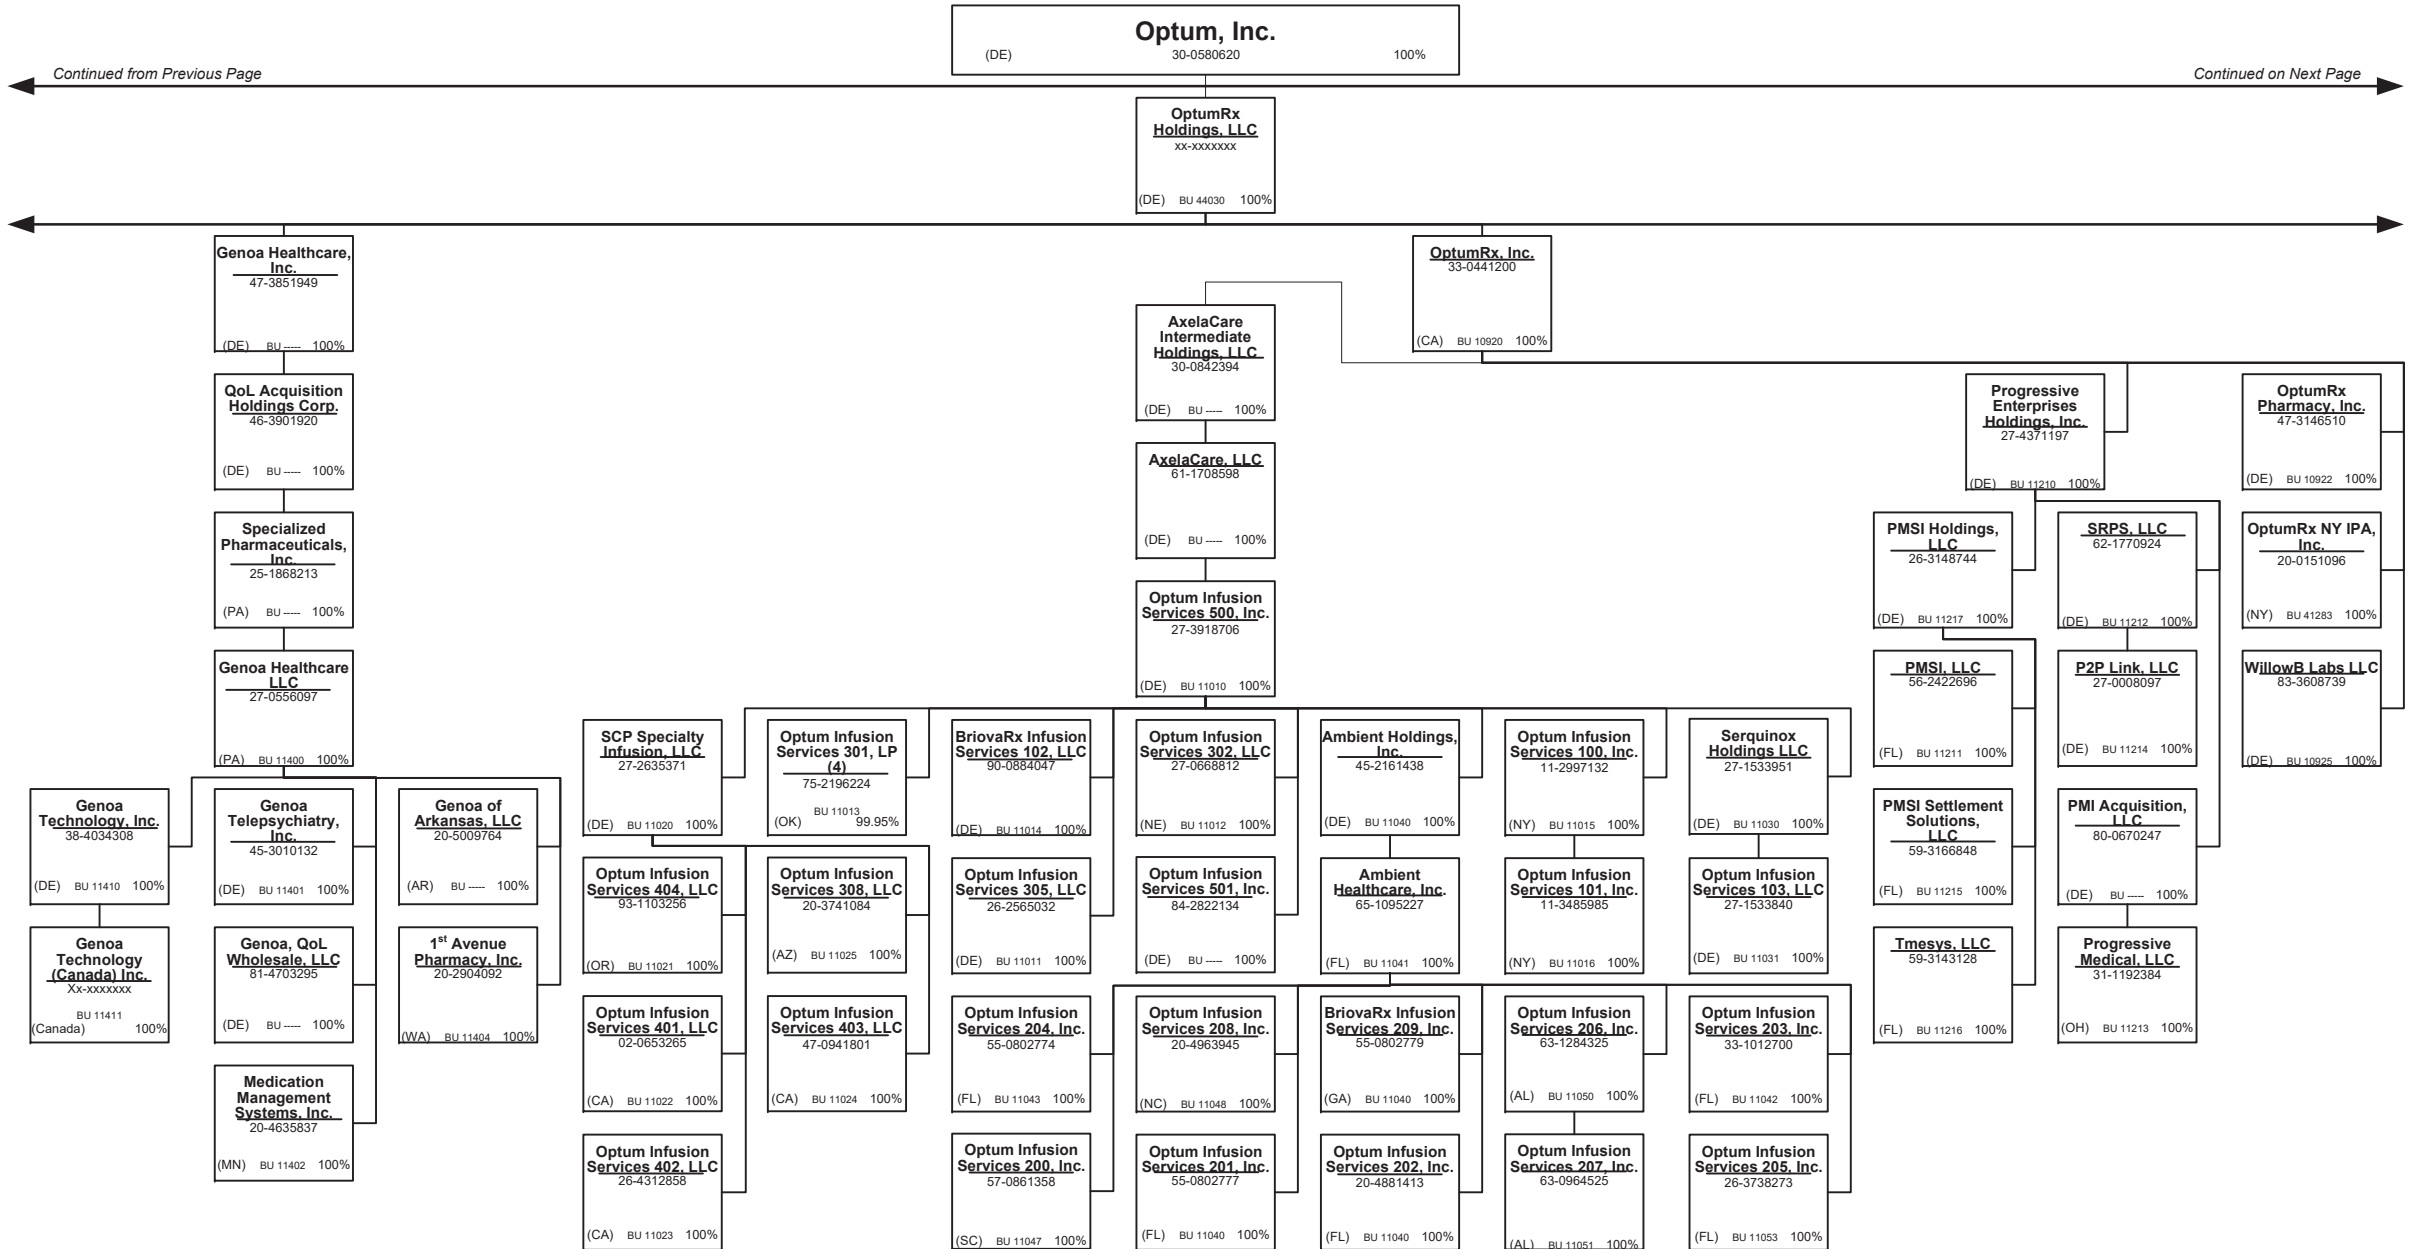 Optum, Inc.
(DE) 30-0580620 100%
Continued from Previous Page
Continued on Next Page
OptumRx
Holdings, LLC
xx-xxxxxxx
(DE) BU 44030 100%
Genoa Healthcare,
Inc.
47-3851949
(DE) BU ----- 100%
OptumRx, Inc.
33-0441200
(CA) BU 10920 100%
AxelaCare
Intermediate
Holdings, LLC
30-0842394
(DE) BU ----- 100%
QoL Acquisition
Holdings Corp.
46-3901920
(DE) BU ----- 100%
Progressive
Enterprises
Holdings, Inc.
27-4371197
(DE) BU 11210 100%
OptumRx
Pharmacy, Inc.
47-3146510
(DE) BU 10922 100%
AxelaCare, LLC
61-1708598
(DE) BU ----- 100%
Specialized
Pharmaceuticals,
Inc.
25-1868213
(PA) BU ----- 100%
PMSI Holdings,
LLC
26-3148744
(DE) BU 11217 100%
SRPS, LLC
62-1770924
(DE) BU 11212 100%
OptumRx NY IPA,
Inc.
20-0151096
(NY) BU 41283 100%
Optum Infusion
Services 500, Inc.
27-3918706
(DE) BU 11010 100%
Genoa Healthcare
LLC
27-0556097
(PA) BU 11400 100%
PMSI, LLC
56-2422696
(FL) BU 11211 100%
P2P Link, LLC
27-0008097
(DE) BU 11214 100%
WillowB Labs LLC
83-3608739
(DE) BU 10925 100%
SCP Specialty
Infusion, LLC
27-2635371
(DE) BU 11020 100%
Optum Infusion
Services 301, LP
(4)
75-2196224
BU 11013
(OK) 99.95%
BriovaRx Infusion
Services 102, LLC
90-0884047
(DE) BU 11014 100%
Optum Infusion
Services 302, LLC
27-0668812
(NE) BU 11012 100%
Ambient Holdings,
Inc.
45-2161438
(DE) BU 11040 100%
Optum Infusion
Services 100, Inc.
11-2997132
(NY) BU 11015 100%
Serquinox
Holdings LLC
27-1533951
(DE) BU 11030 100%
Genoa
Technology, Inc.
38-4034308
(DE) BU 11410 100%
Genoa
Telepsychiatry,
Inc.
45-3010132
(DE) BU 11401 100%
Genoa of
Arkansas, LLC
20-5009764
(AR) BU ----- 100%
PMSI Settlement
Solutions,
LLC
59-3166848
(FL) BU 11215 100%
PMI Acquisition,
LLC
80-0670247
(DE) BU ----- 100%
Optum Infusion
Services 404, LLC
93-1103256
(OR) BU 11021 100%
Optum Infusion
Services 308, LLC
20-3741084
(AZ) BU 11025 100%
Optum Infusion
Services 305, LLC
26-2565032
(DE) BU 11011 100%
Optum Infusion
Services 501, Inc.
84-2822134
(DE) BU ----- 100%
Ambient
Healthcare, Inc.
65-1095227
(FL) BU 11041 100%
Optum Infusion
Services 101, Inc.
11-3485985
(NY) BU 11016 100%
Optum Infusion
Services 103, LLC
27-1533840
(DE) BU 11031 100%
Genoa
Technology
(Canada) Inc.
Xx-xxxxxxx
BU 11411
(Canada) 100%
Genoa, QoL
Wholesale, LLC
81-4703295
(DE) BU ----- 100%
1st Avenue
Pharmacy, Inc.
20-2904092
(WA) BU 11404 100%
Tmesys, LLC
59-3143128
(FL) BU 11216 100%
Progressive
Medical, LLC
31-1192384
(OH) BU 11213 100%
Optum Infusion
Services 401, LLC
02-0653265
(CA) BU 11022 100%
Optum Infusion
Services 403, LLC
47-0941801
(CA) BU 11024 100%
Optum Infusion
Services 204, Inc.
55-0802774
(FL) BU 11043 100%
Optum Infusion
Services 208, Inc.
20-4963945
(NC) BU 11048 100%
BriovaRx Infusion
Services 209, Inc.
55-0802779
(GA) BU 11040 100%
Optum Infusion
Services 206, Inc.
63-1284325
(AL) BU 11050 100%
Optum Infusion
Services 203, Inc.
33-1012700
(FL) BU 11042 100%
Medication
Management
Systems, Inc.
20-4635837
(MN) BU 11402 100%
Optum Infusion
Services 402, LLC
26-4312858
(CA) BU 11023 100%
Optum Infusion
Services 200, Inc.
57-0861358
(SC) BU 11047 100%
Optum Infusion
Services 201, Inc.
55-0802777
(FL) BU 11040 100%
Optum Infusion
Services 202, Inc.
20-4881413
(FL) BU 11040 100%
Optum Infusion
Services 207, Inc.
63-0964525
(AL) BU 11051 100%
Optum Infusion
Services 205, Inc.
26-3738273
(FL) BU 11053 100%